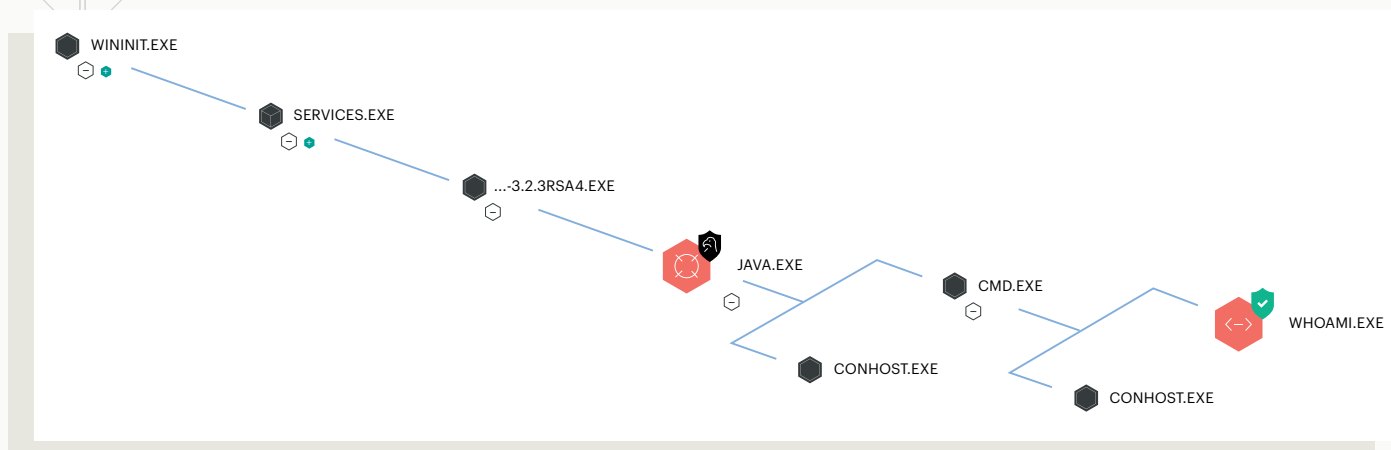 WININIT.EXE
SERVICES.EXE
...-3.2.3RSA4.EXE
JAVA.EXE
CMD.EXE
WHOAMI.EXE
CONHOST.EXE
CONHOST.EXE